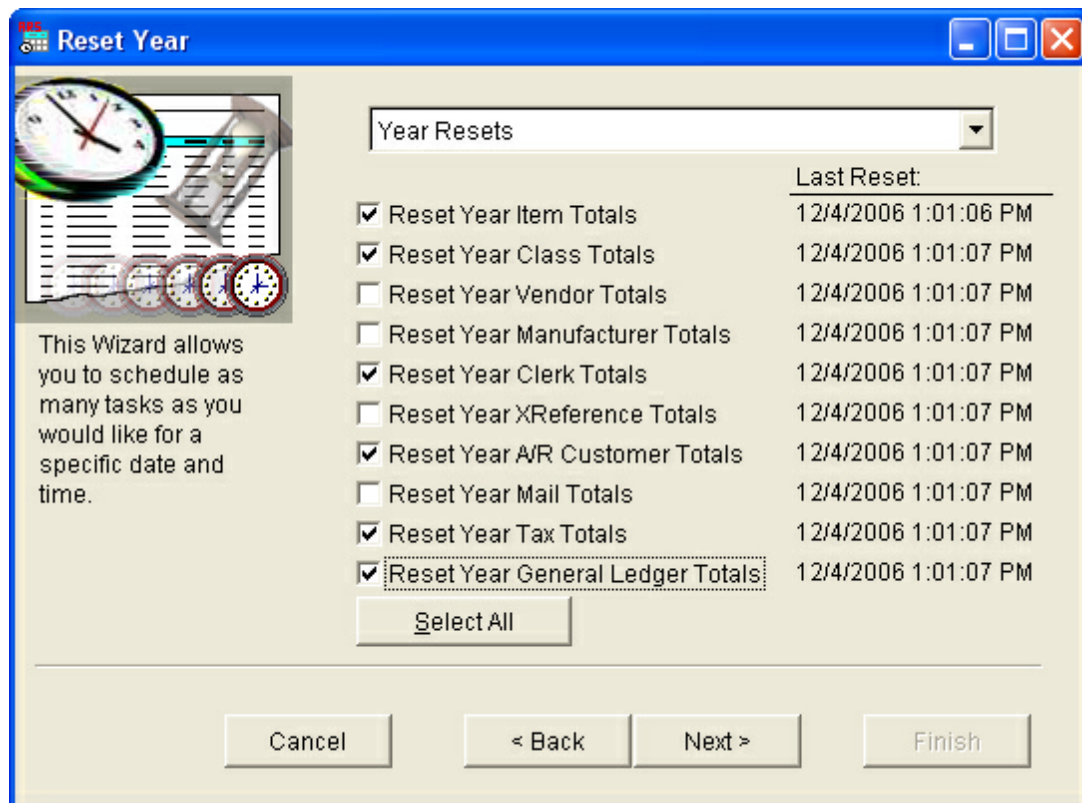 Reset Year
Year Resets
Last Reset:
Reset Year Item Totals 12/4/2006 1:01:06 PM
Reset Year Class Totals 12/4/2006 1:01:07 PM
Reset Year Vendor Totals 12/4/2006 1:01:07 PM
Reset Year Manufacturer Totals 12/4/2006 1:01:07 PM
Reset Year Clerk Totals 12/4/2006 1:01:07 PM
Reset Year XReference Totals 12/4/2006 1:01:07 PM
Reset Year A/R Customer Totals 12/4/2006 1:01:07 PM
Reset Year Mail Totals 12/4/2006 1:01:07 PM
Reset Year Tax Totals 12/4/2006 1:01:07 PM
Reset Year General Ledger Totals 12/4/2006 1:01:07 PM
Select All
This Wizard allows
you to schedule as
many tasks as you
would like for a
specific date and
time.
Cancel
< Back
Next >
Finish